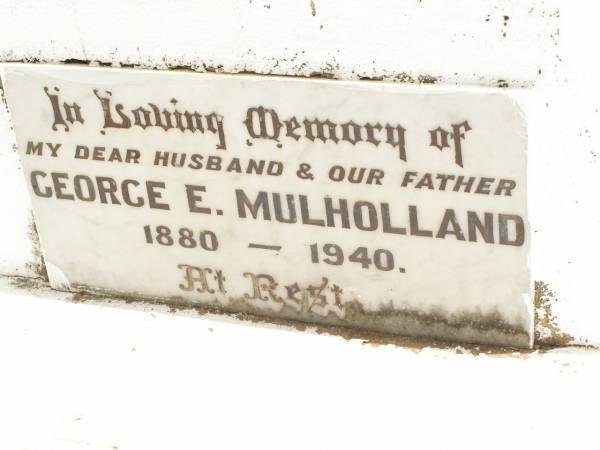 In Loving Memory of
MY DEAR HUSBAND & OUR FATHER
GEORGE E. MULHOLLAND
1880 — 1940.
At Rest